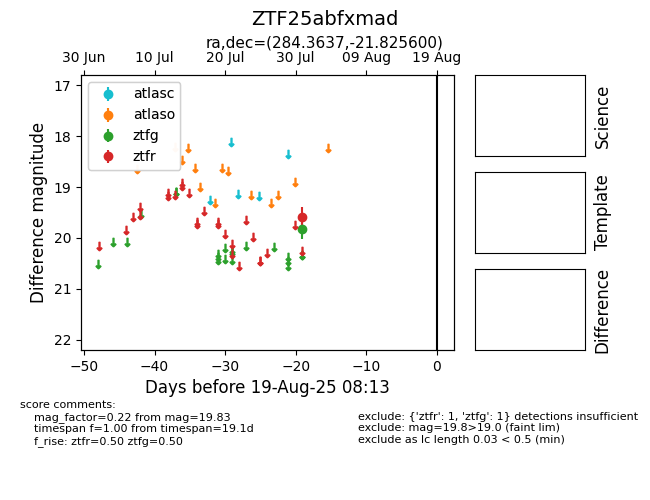 ZTF25abfxmad
ra,dec=(284.3637,-21.825600)
30 Jun 10 Jul 20 Jul 30 Jul 09 Aug 19 Aug
17
18
19
20
21
22
Difference magnitude
atlasc
atlaso
ztfg
ztfr
−50 −40 −30 −20 −10 0
Days before 19-Aug-25 08:13
Science
Template
Difference
score comments:
mag_factor=0.22 from mag=19.83
timespan f=1.00 from timespan=19.1d
f_rise: ztfr=0.50 ztfg=0.50
exclude: {'ztfr': 1, 'ztfg': 1} detections insufficient
exclude: mag=19.8>19.0 (faint lim)
exclude as lc length 0.03 < 0.5 (min)